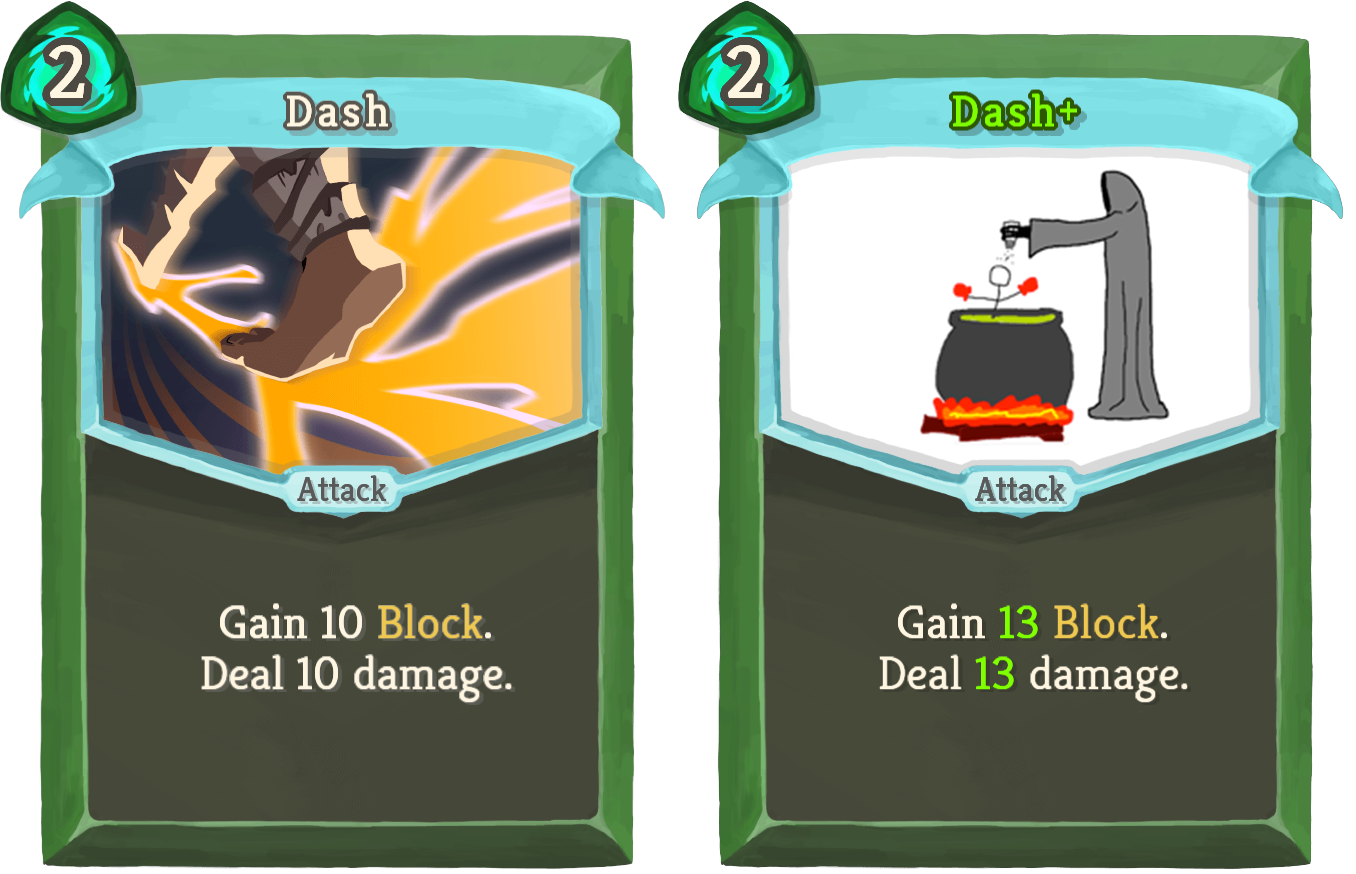 2
Dash
Attack
Gain 10 Block.
Deal 10 damage.
2
Dash+
Attack
Gain 13 Block.
Deal 13 damage.